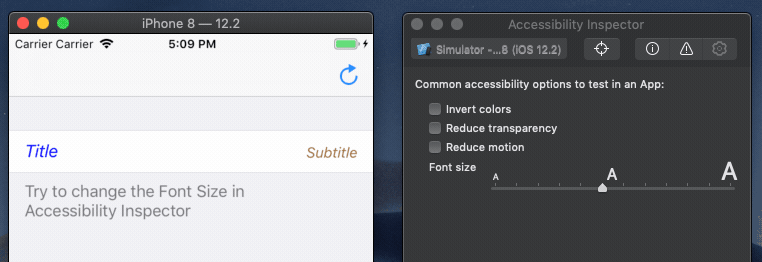 iPhone 8 — 12.2
Carrier Carrier
5:09 PM
Title
Subtitle
Try to change the Font Size in
Accessibility Inspector
Accessibility Inspector
Simulator -...8 (iOS 12.2)
Common accessibility options to test in an App:
Invert colors
Reduce transparency
Reduce motion
Font size
A A A